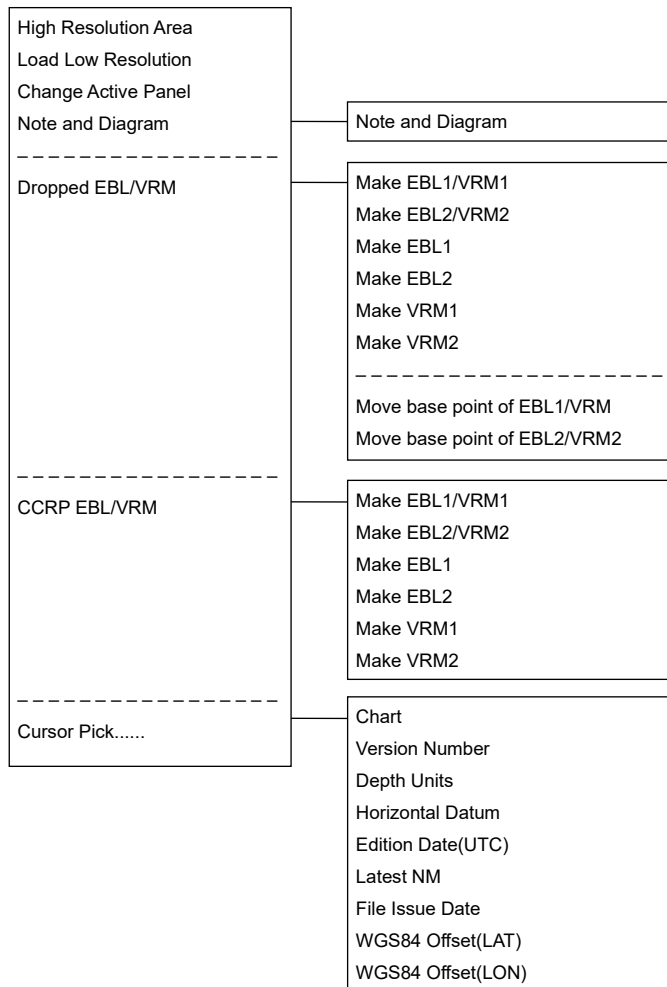 High Resolution Area
Load Low Resolution
Change Active Panel
Note and Diagram
Note and Diagram
Dropped EBL/VRM
Make EBL1/VRM1
Make EBL2/VRM2
Make EBL1
Make EBL2
Make VRM1
Make VRM2
Move base point of EBL1/VRM
Move base point of EBL2/VRM2
CCRP EBL/VRM
Make EBL1/VRM1
Make EBL2/VRM2
Make EBL1
Make EBL2
Make VRM1
Make VRM2
Cursor Pick......
Chart
Version Number
Depth Units
Horizontal Datum
Edition Date(UTC)
Latest NM
File Issue Date
WGS84 Offset(LAT)
WGS84 Offset(LON)